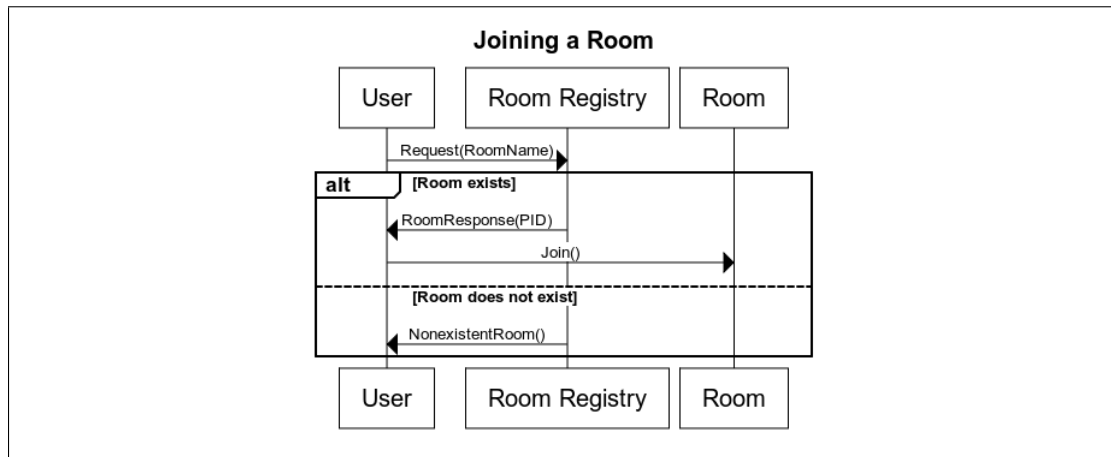 Joining a Room
User Room Registry Room
Request(RoomName)
alt [Room exists]
RoomResponse(PID)
Join()
[Room does not exist]
NonexistentRoom()
User Room Registry Room